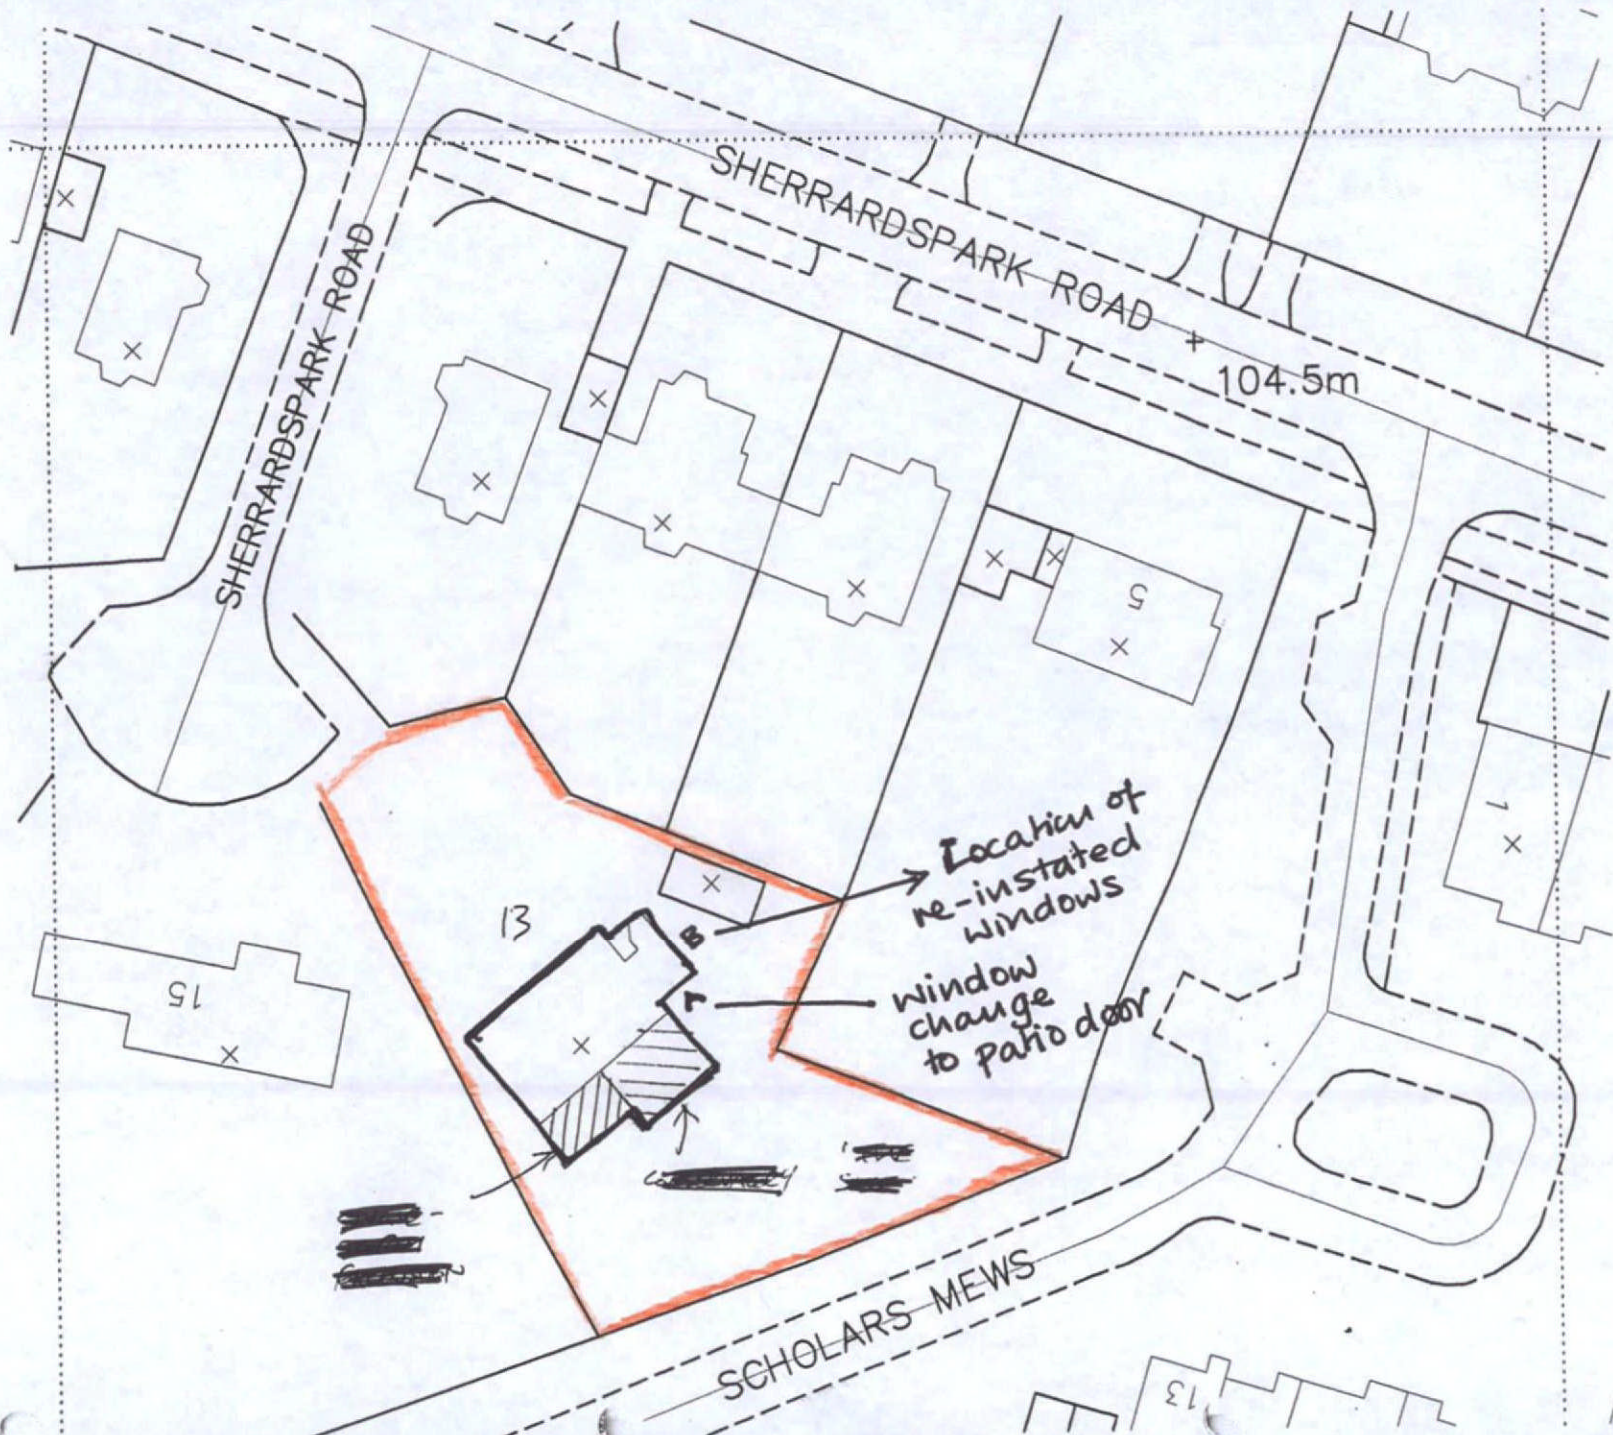 SHERRARDSPARK ROAD
SHERRARDSPARK ROAD
104.5m
5
1
Location of
re-instated
windows
13
B
15
A
window
change
to patio door
SCHOLARS MEWS
13